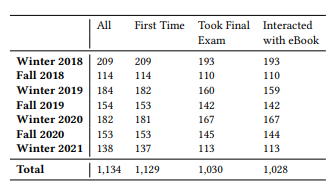 All First Time Took Final Interacted
Exam with eBook
Winter 2018 209 209 193 193
Fall 2018 114 114 110 110
Winter 2019 184 182 160 159
Fall 2019 154 153 142 142
Winter 2020 182 181 167 167
Fall 2020 153 153 145 144
Winter 2021 138 137 113 113
Total 1,134 1,129 1,030 1,028